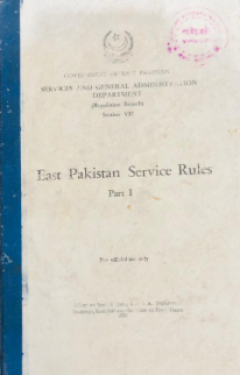 GOVERNMENT OF EAST PAKISTAN
SERVICES AND GENERAL ADMINISTRATION
DEPARTMENT
(Regulation Branch)
Section VII
East Pakistan Service Rules
Part I
For official use only